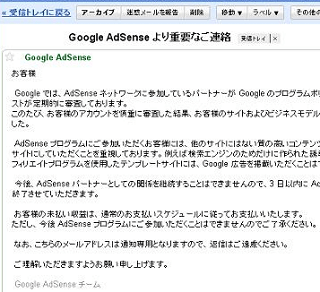 « 受信トレイに戻る アーカイブ 迷惑メールを報告 削除 移動▼ ラベル▼ その他の
Google AdSense より重要なご連絡 受信トレイ ×
Google AdSense
お客様
Google では、AdSense ネットワークに参加しているパートナーが Google のプログラムポリ
ストが定期的に審査しております。
このたび、お客様のアカウントを慎重に審査した結果、お客様のサイトおよびビジネスモデル
した。
AdSense プログラムにご参加いただくお客様には、他のサイトにはない質の高いコンテンツ
サイトにしていただくことを重視しております。例えば検索エンジンのためだけに作られた誘
フィリエイトプログラムを使用したテンプレートサイトには、Google 広告を掲載いただくことは
今後、AdSense パートナーとしての関係を継続することはできませんので、3 日以内に Ad
終了させていただきます。
お客様の未払い収益は、通常のお支払いスケジュールに従ってお支払いいたします。
ただし、今後 AdSense プログラムにご参加いただくことはできませんのでご了承ください。
なお、こちらのメールアドレスは通知専用となりますので、返信はご遠慮ください。
ご理解いただきますようお願い申し上げます。
Google AdSense チーム